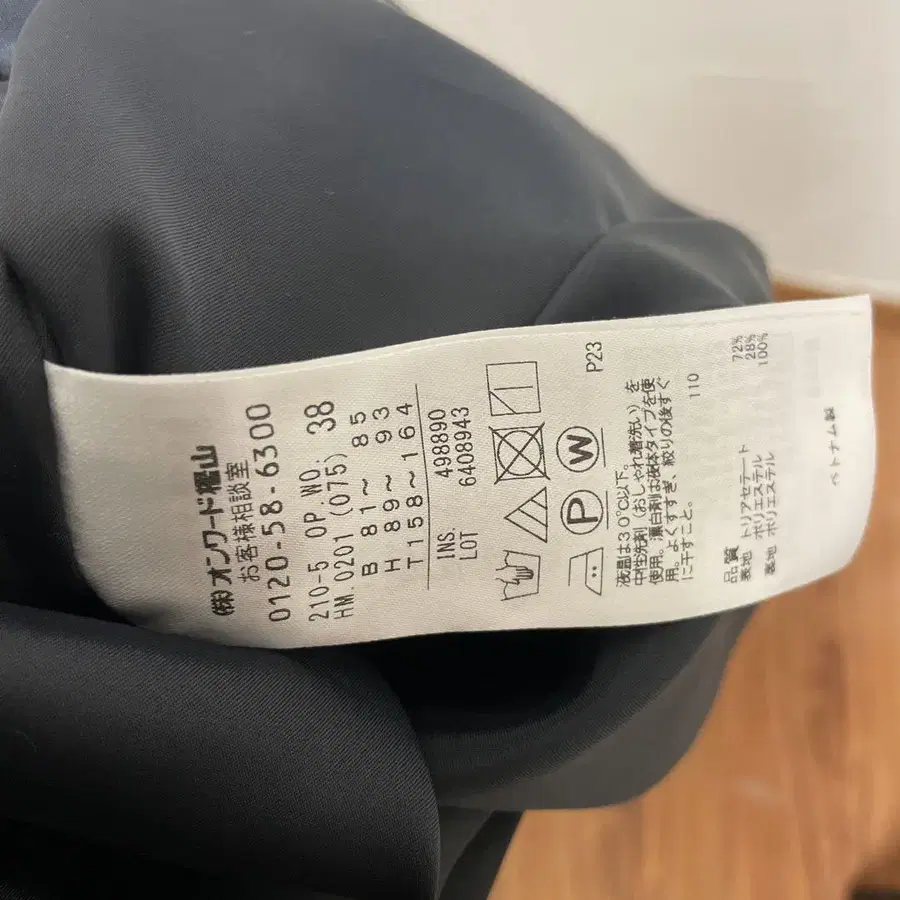 (株)オンワード樫山
お客様相談室
0120-58-6300
210-5 OP WO. 38
HM.0201 (075)
B 81～ 85
H 89～ 93
T158～164
INS. 498890
LOT 6408943
P W
P23
液温は30℃以下。
中性洗剤（おしゃれ着洗い）を
使用。漂白剤は液体タイプを使
用。よくすすぎ、絞りの後すぐ
に干すこと。
110
品質
表地 トリアセテート 72%
ポリエステル 28%
裏地 ポリエステル 100%
ベトナム製